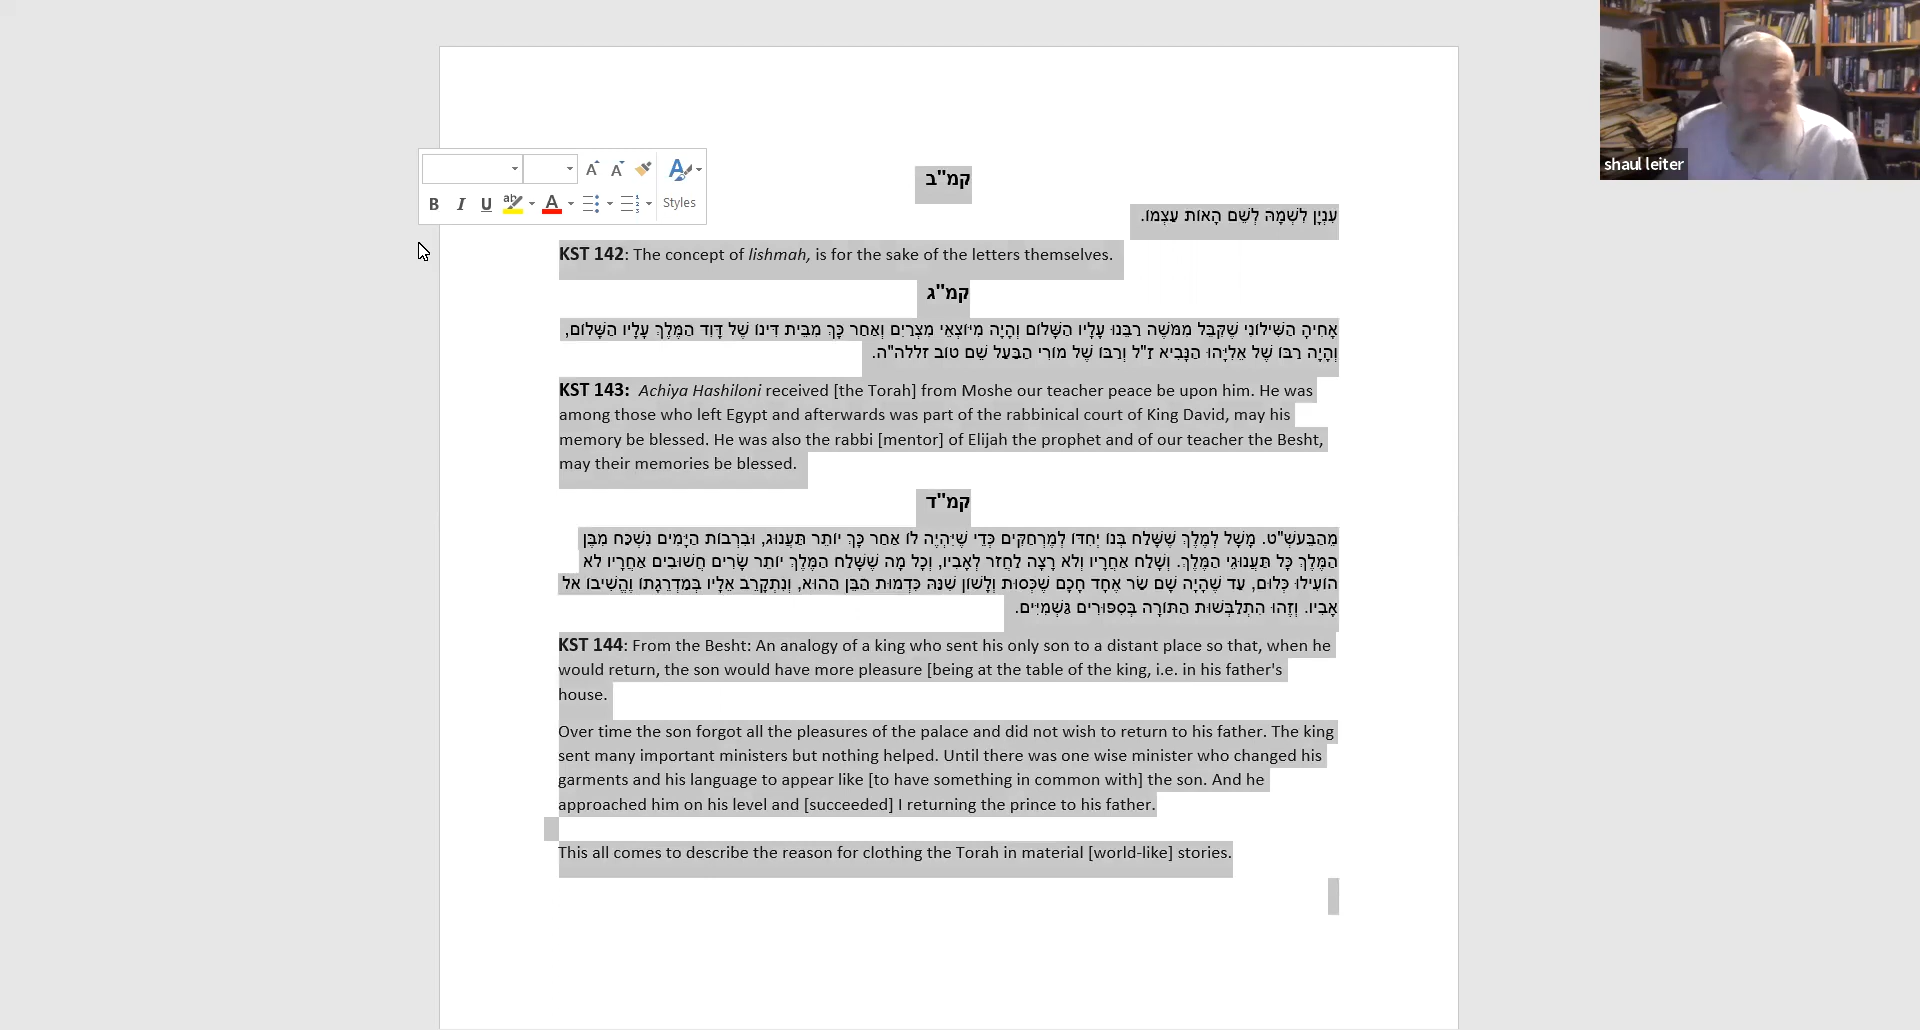 shaul leiter
B I U ab A Styles
קמ"ב
עִנְיָן לִשְׁמָהּ לְשֵׁם הָאוֹת עַצְמוֹ.
KST 142: The concept of lishmah, is for the sake of the letters themselves.
קמ"ג
אֲחִיָּה הַשִּׁילוֹנִי שֶׁקִּבֵּל מִמֹּשֶׁה רַבֵּנוּ עָלָיו הַשָּׁלוֹם וְהָיָה מִיּוֹצְאֵי מִצְרַיִם וְאַחַר כָּךְ מִבֵּית דִּינוֹ שֶׁל דָּוִד הַמֶּלֶךְ עָלָיו הַשָּׁלוֹם,
וְהָיָה רַבּוֹ שֶׁל אֵלִיָּהוּ הַנָּבִיא ז"ל וְרַבּוֹ שֶׁל מוֹרִי הַבַּעַל שֵׁם טוֹב זללה"ה.
KST 143: Achiya Hashiloni received [the Torah] from Moshe our teacher peace be upon him. He was
among those who left Egypt and afterwards was part of the rabbinical court of King David, may his
memory be blessed. He was also the rabbi [mentor] of Elijah the prophet and of our teacher the Besht,
may their memories be blessed.
קמ"ד
מֵהַבֵּעשְׁ"ט. מָשָׁל לְמֶלֶךְ שֶׁשָּׁלַח בְּנוֹ יְחִדוֹ לְמֶרְחַקִּים כְּדֵי שֶׁיִּהְיֶה לוֹ אַחַר כָּךְ יוֹתֵר תַּעֲנוּג, וּבִרְבוֹת הַיָּמִים נִשְׁכַּח מִבֶּן
הַמֶּלֶךְ כָּל תַּעֲנוּגֵי הַמֶּלֶךְ. וְשָׁלַח אַחֲרָיו וְלֹא רָצָה לַחֲזֹר לְאָבִיו, וְכָל מָה שֶׁשָּׁלַח הַמֶּלֶךְ יוֹתֵר שָׂרִים חֲשׁוּבִים אַחֲרָיו לֹא
הוֹעִילוּ כְּלוּם, עַד שֶׁהָיָה שָׁם שַׂר אֶחָד חָכָם שֶׁכְּסוּת וְלָשׁוֹן שִׁנָּה כִּדְמוּת הַבֵּן הַהוּא, וְנִתְקָרֵב אֵלָיו בְּמַדְרֵגָתוֹ וֶהֱשִׁיבוֹ אל
אָבִיו. וְזֶהוּ הִתְלַבְּשׁוּת הַתּוֹרָה בְּסִפּוּרִים גַּשְׁמִיִּים.
KST 144: From the Besht: An analogy of a king who sent his only son to a distant place so that, when he
would return, the son would have more pleasure [being at the table of the king, i.e. in his father's
house.
Over time the son forgot all the pleasures of the palace and did not wish to return to his father. The king
sent many important ministers but nothing helped. Until there was one wise minister who changed his
garments and his language to appear like [to have something in common with] the son. And he
approached him on his level and [succeeded] I returning the prince to his father.
This all comes to describe the reason for clothing the Torah in material [world-like] stories.